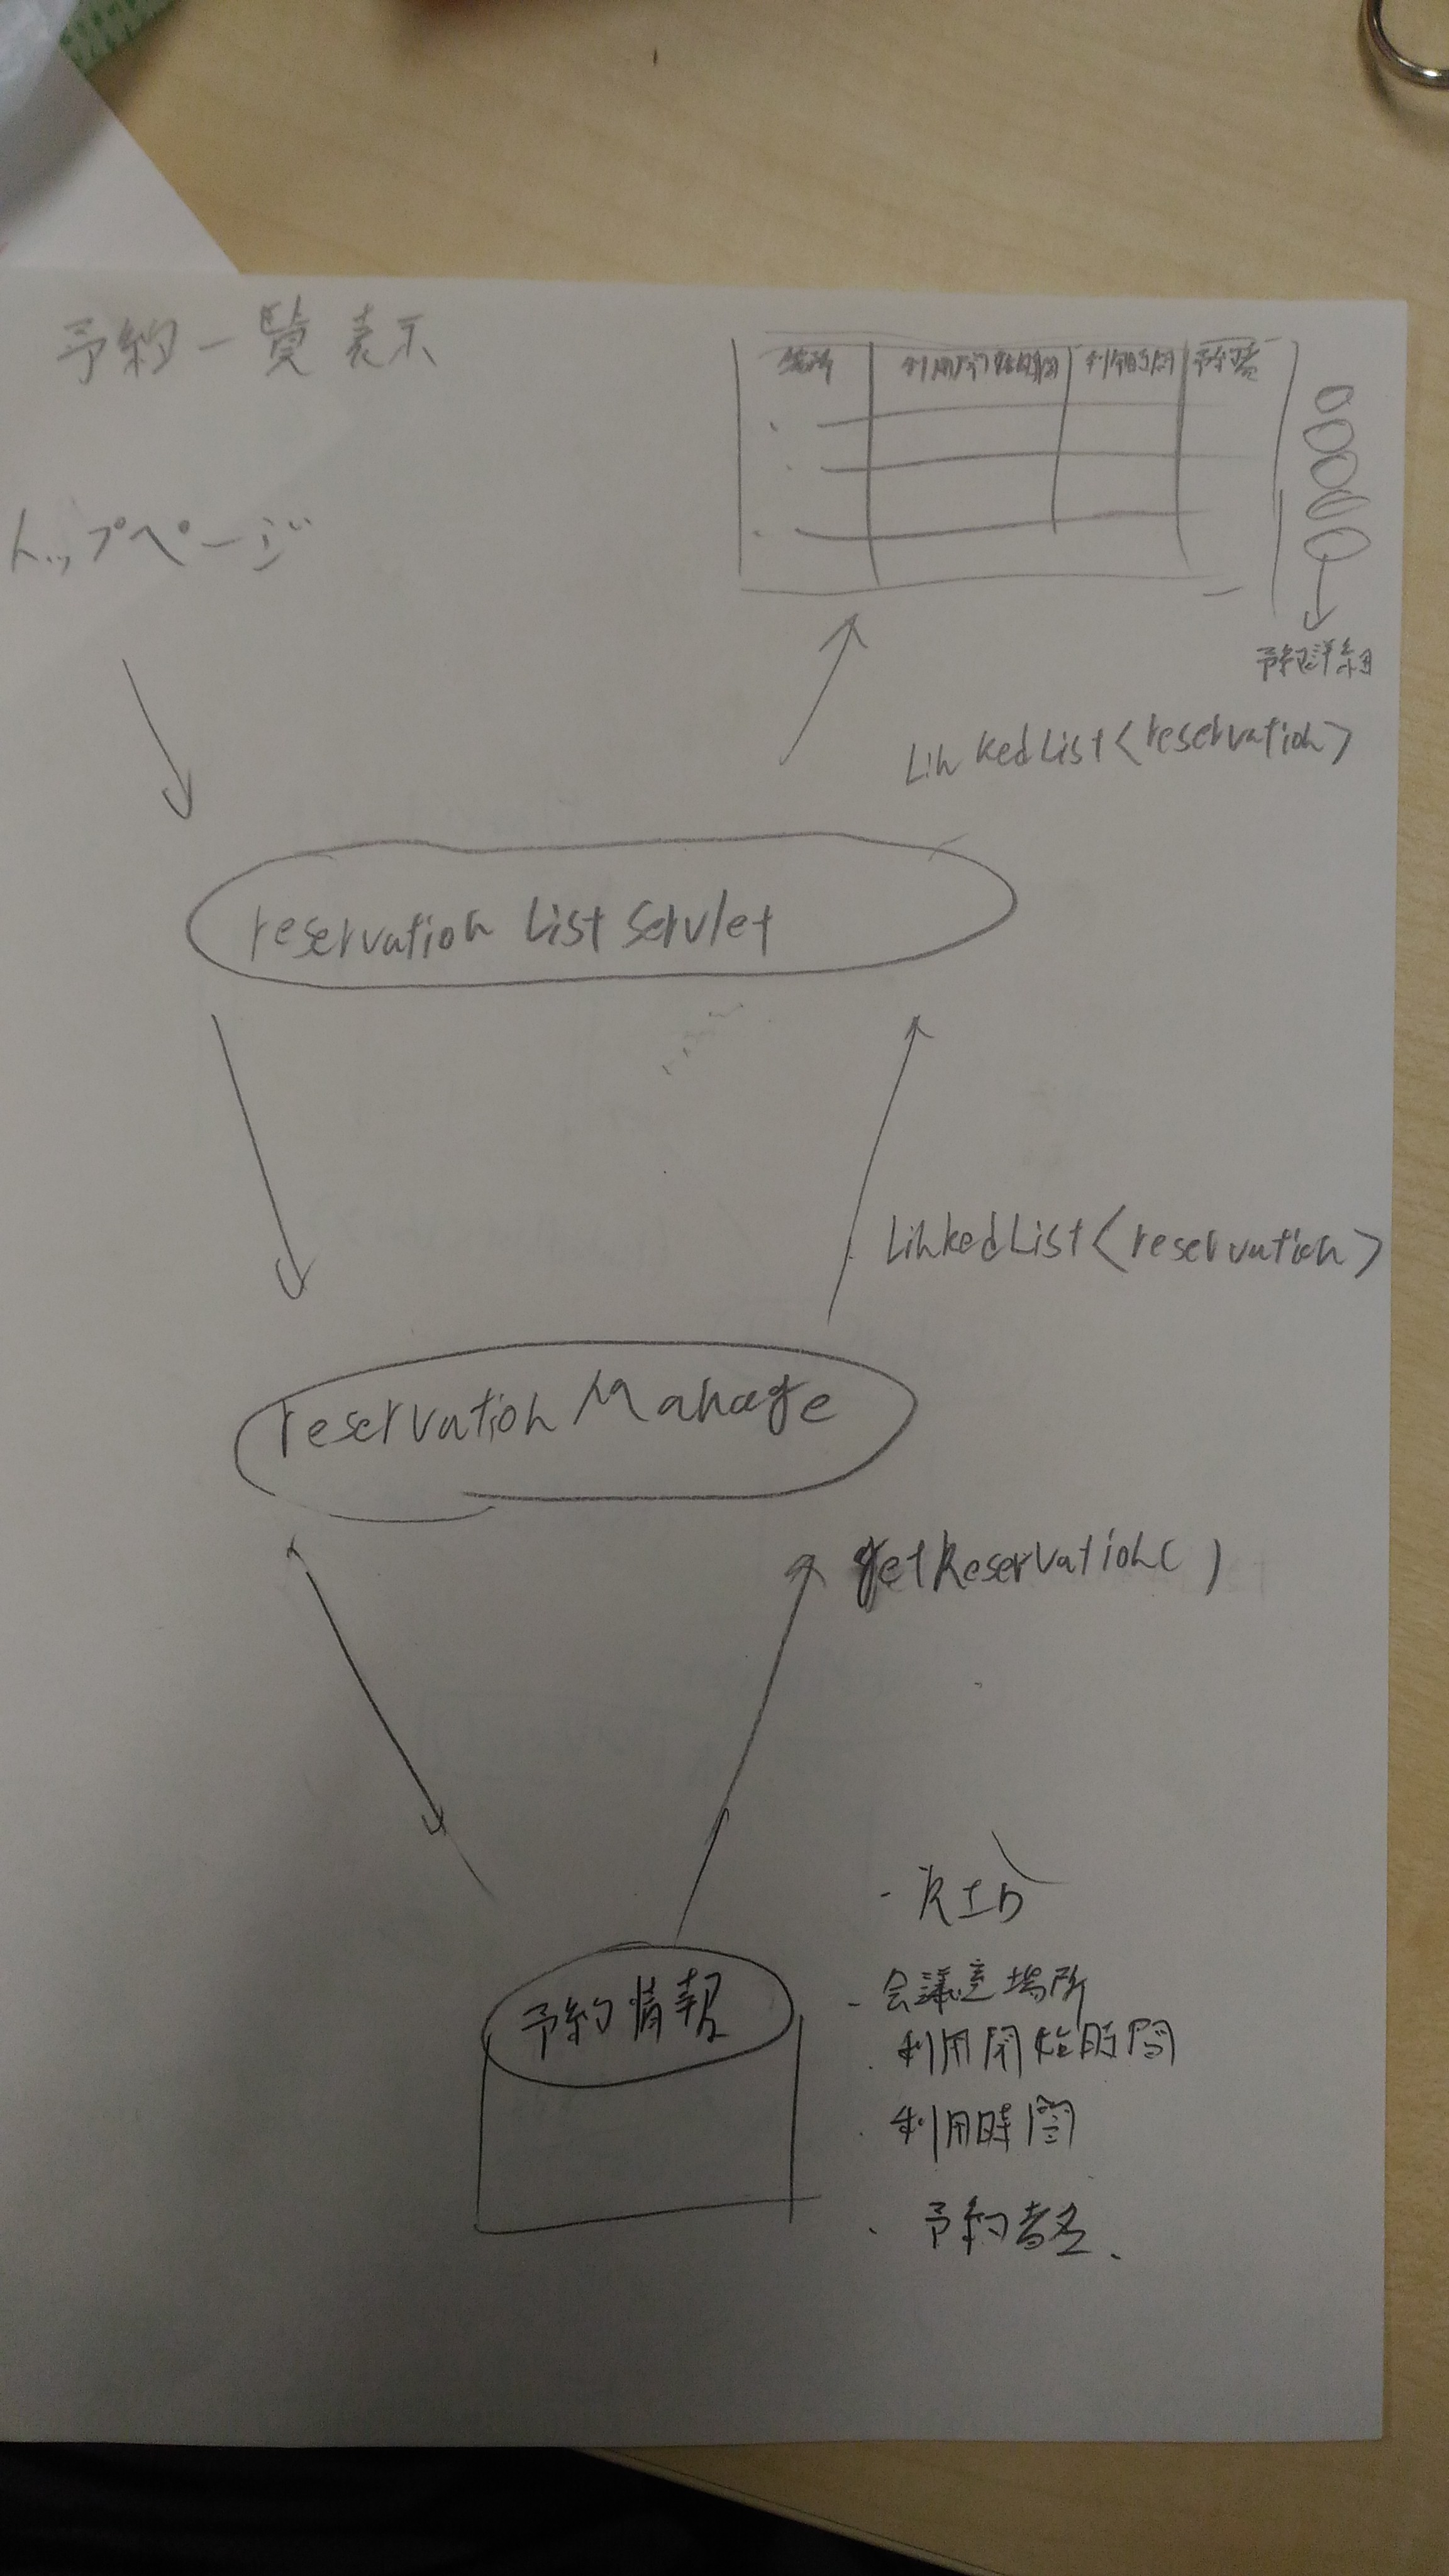 予約一覧表示
場所 利用開始時間 利用時間 予約者
トップページ
予約詳細
LinkedList<reservation>
reservation List Servlet
LinkedList<reservation>
reservation Manage
getReservation( )
- RID
予約情報
- 会議室場所
・利用開始時間
・利用時間
・予約者名